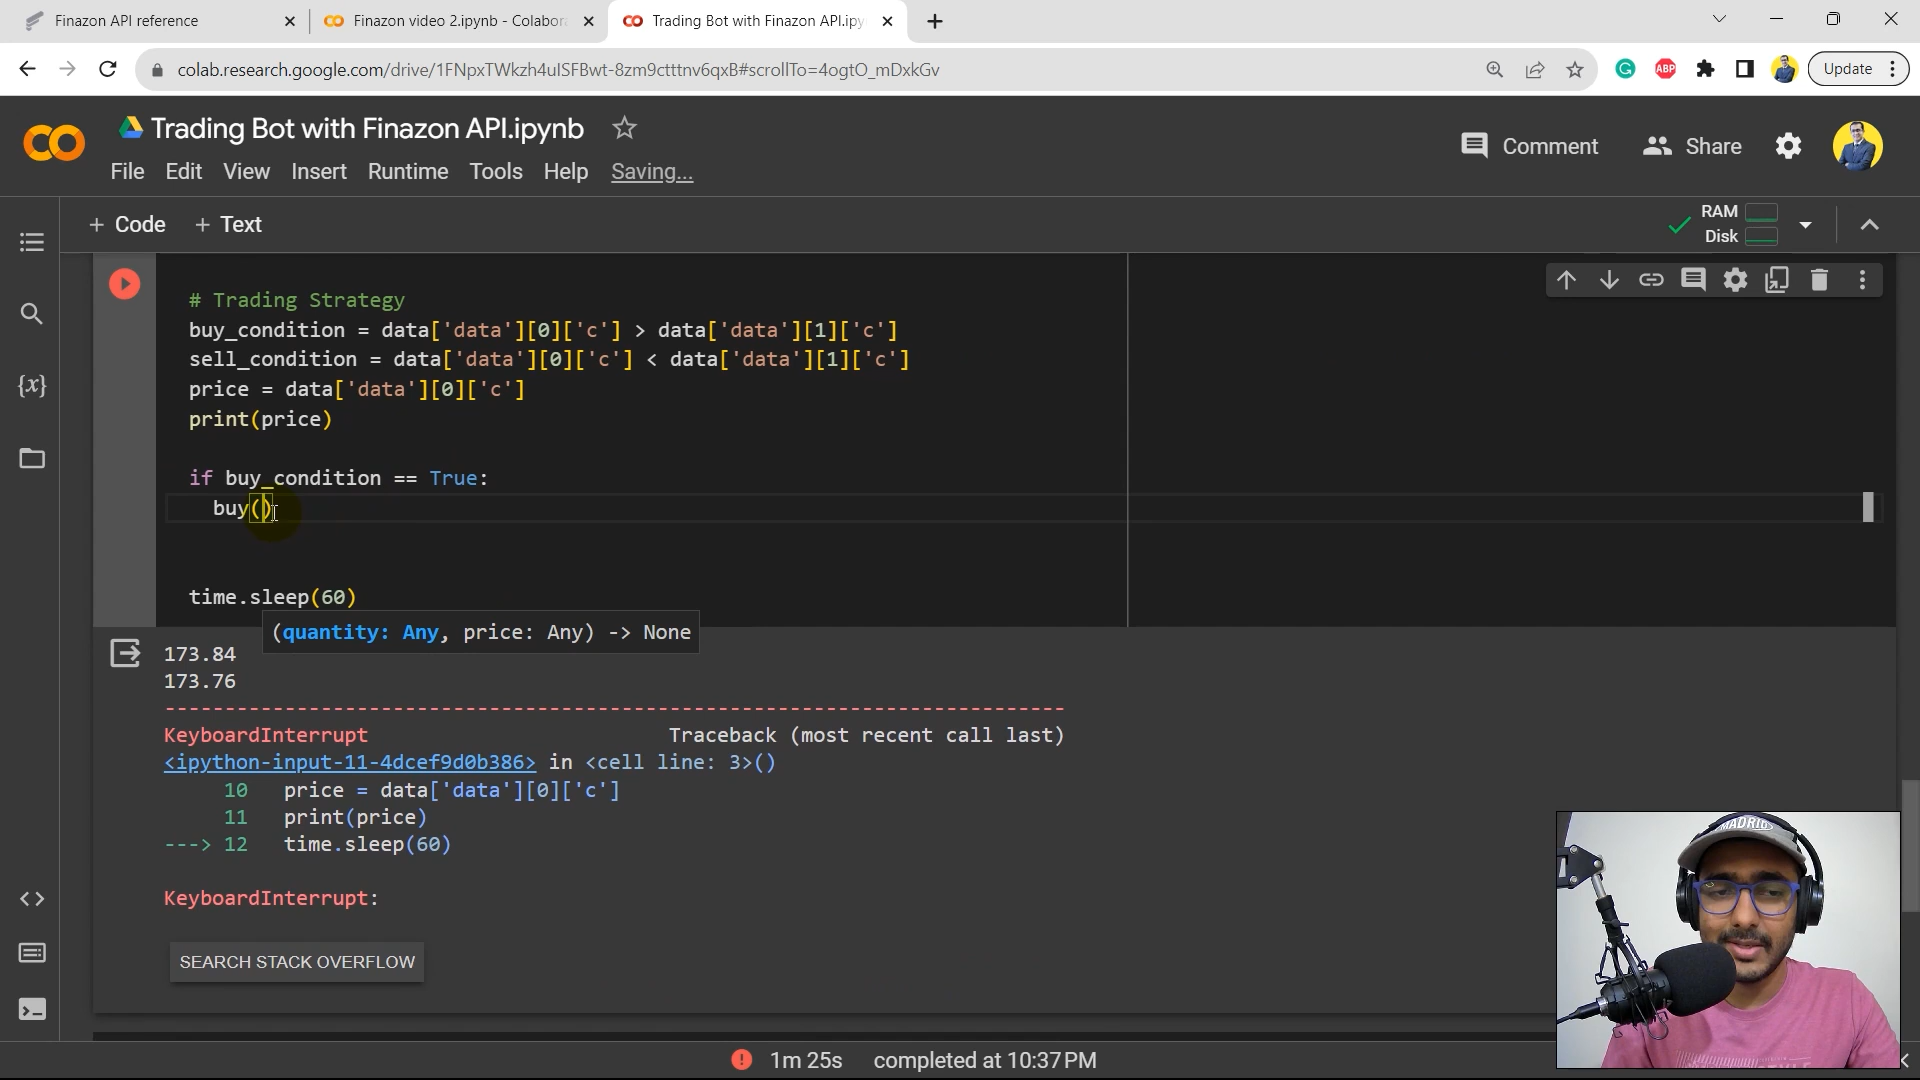 Finazon API reference
Finazon video 2.ipynb - Colabor
Trading Bot with Finazon API.ipy
colab.research.google.com/drive/1FNpxTWkzh4uISFBwt-8zm9ctttnv6qxB#scrollTo=4ogtO_mDxkGv
ABP
Update
Trading Bot with Finazon API.ipynb
Comment
Share
File Edit View Insert Runtime Tools Help Saving...
+ Code + Text
RAM
Disk
{x}
# Trading Strategy
buy_condition = data['data'][0]['c'] > data['data'][1]['c']
sell_condition = data['data'][0]['c'] < data['data'][1]['c']
price = data['data'][0]['c']
print(price)
if buy_condition == True:
buy()
time.sleep(60)
(quantity: Any, price: Any) -> None
173.84
173.76
---------------------------------------------------------------------------
KeyboardInterrupt Traceback (most recent call last)
<ipython-input-11-4dcef9d0b386> in <cell line: 3>()
10 price = data['data'][0]['c']
11 print(price)
---> 12 time.sleep(60)
KeyboardInterrupt:
SEARCH STACK OVERFLOW
MADRID
1m 25s completed at 10:37 PM